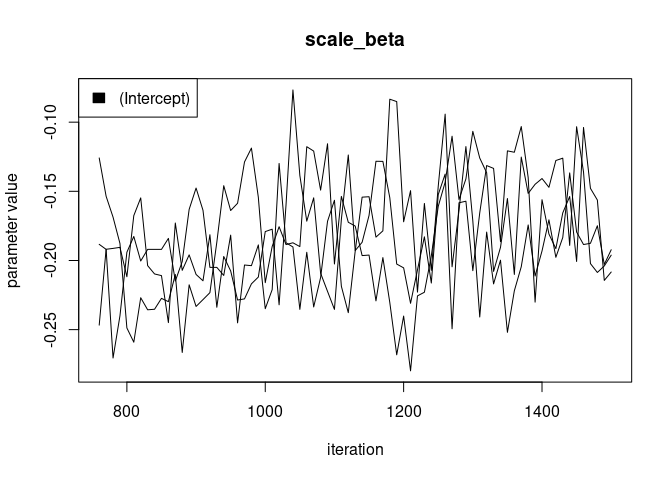 scale_beta
(Intercept)
-0.10
-0.15
-0.20
-0.25
parameter value
800 1000 1200 1400
iteration